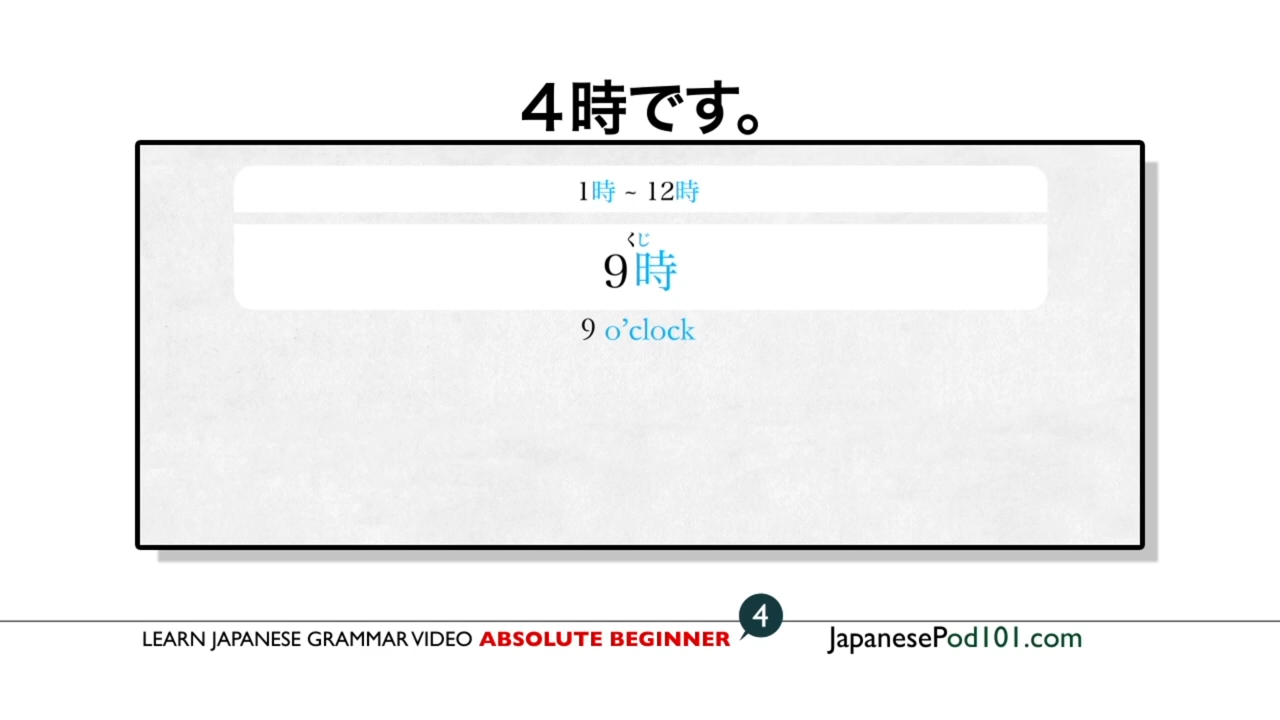 ４時です。
1時 ~ 12時
くじ
9時
9 o’clock
4
LEARN JAPANESE GRAMMAR VIDEO ABSOLUTE BEGINNER
JapanesePod101.com